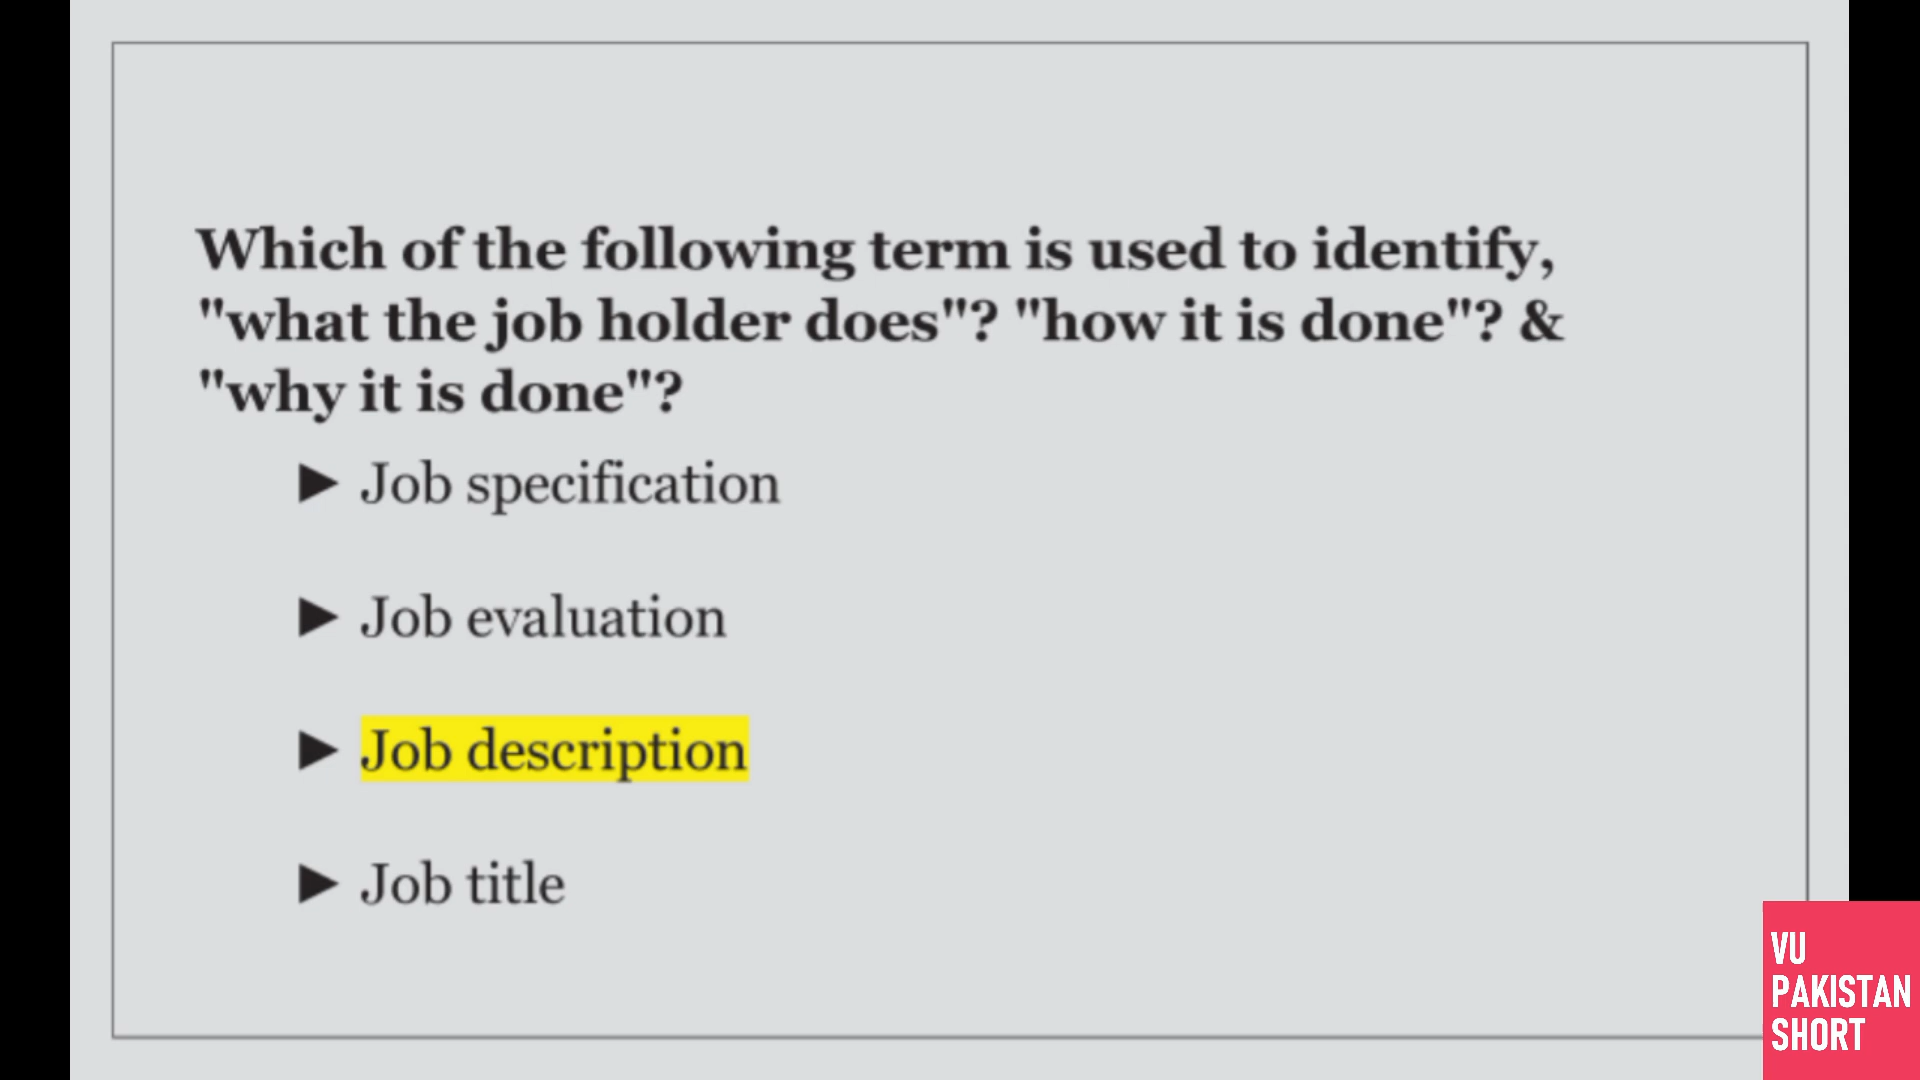 Which of the following term is used to identify,
"what the job holder does"? "how it is done"? &
"why it is done"?
► Job specification
► Job evaluation
► Job description
► Job title
VU
PAKISTAN
SHORT